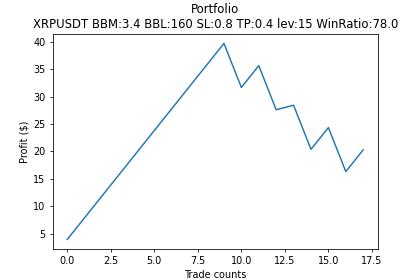 Portfolio
XRPUSDT BBM:3.4 BBL:160 SL:0.8 TP:0.4 lev:15 WinRatio:78.0
40
35
30
25
20
15
10
5
Profit ($)
0.0 2.5 5.0 7.5 10.0 12.5 15.0 17.5
Trade counts